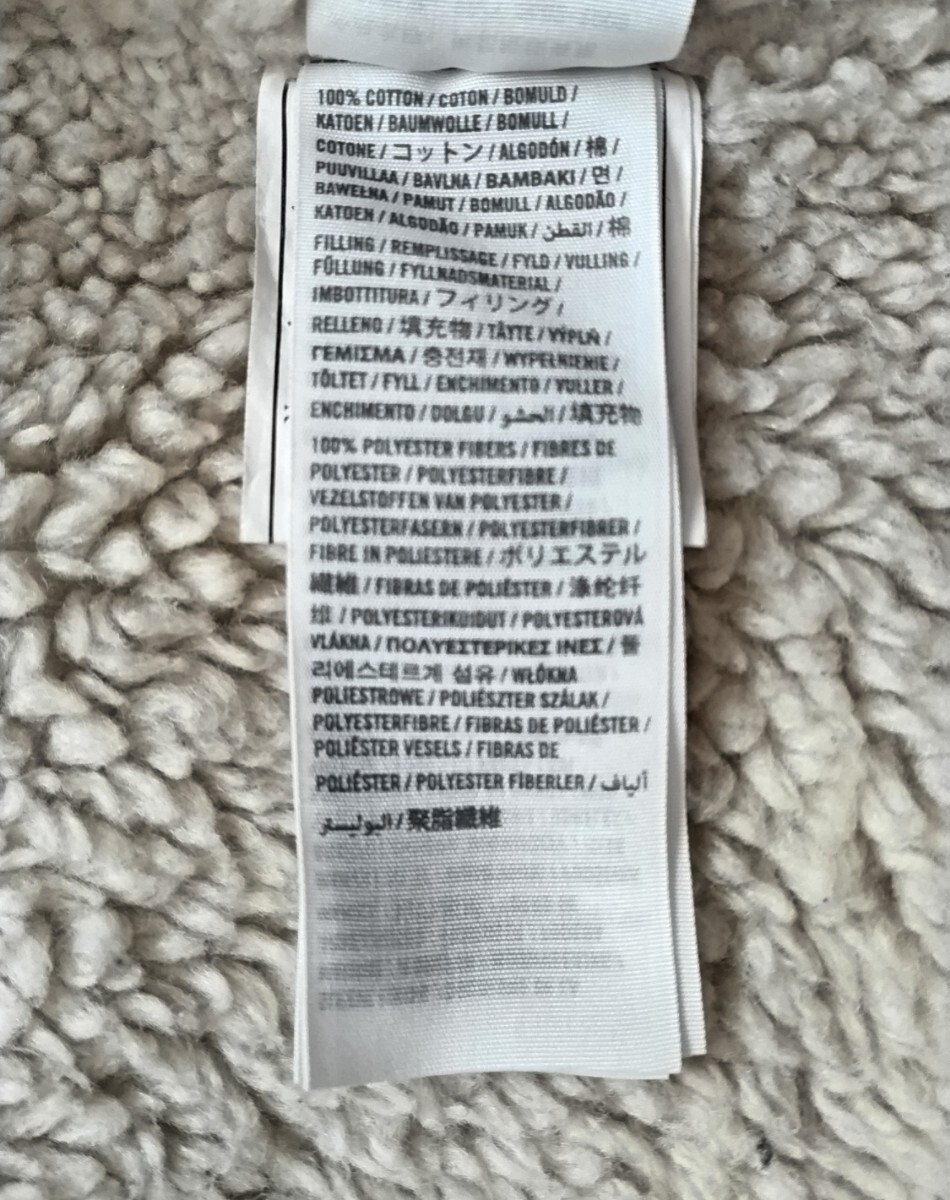 100% COTTON / COTON / BOMULD /
KATOEN / BAUMWOLLE / BOMULL /
COTONE / コットン / ALGODÓN / 棉 /
PUUVILLAA / BAVLNA / BAMBAKI / 면 /
BAWEŁNA / PAMUT / BOMULL / ALGODÃO /
KATOEN / ALGODÃO / PAMUK / القطن / 棉
FILLING / REMPLISSAGE / FYLD / VULLING /
FÜLLUNG / FYLLNADSMATERIAL /
IMBOTTITURA / フィリング /
RELLENO / 填充物 / TÄYTE / VÝPLŇ /
ΓΕΜΙΣΜΑ / 충전재 / WYPEŁNIENIE /
TÖLTET / FYLL / ENCHIMENTO / VULLER /
ENCHIMENTO / DOLGU / الحشو / 填充物
100% POLYESTER FIBERS / FIBRES DE
POLYESTER / POLYESTERFIBRE /
VEZELSTOFFEN VAN POLYESTER /
POLYESTERFASERN / POLYESTERFIBRER /
FIBRE IN POLIESTERE / ポリエステル
繊維 / FIBRAS DE POLIÉSTER / 涤纶纤
维 / POLYESTERIKUIDUT / POLYESTEROVÁ
VLÁKNA / ΠΟΛΥΕΣΤΕΡΙΚΕΣ ΙΝΕΣ / 폴
리에스테르계 섬유 / WŁÓKNA
POLIESTROWE / POLIÉSZTER SZÁLAK /
POLYESTERFIBRE / FIBRAS DE POLIÉSTER /
POLIÉSTER VESELS / FIBRAS DE
POLIÉSTER / POLYESTER FİBERLER / ألياف
البوليستر / 聚脂纖維